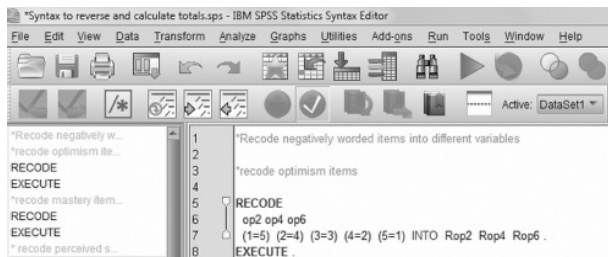 *Syntax to reverse and calculate totals.sps - IBM SPSS Statistics Syntax Editor
File Edit View Data Transform Analyze Graphs Utilities Add-ons Run Tools Window Help
Active: DataSet1
*Recode negatively w...
*recode optimism ite...
RECODE
EXECUTE
*recode mastery item...
RECODE
EXECUTE
* recode perceived s...
1 *Recode negatively worded items into different variables
2
3 *recode optimism items
4
5 RECODE
6 op2 op4 op6
7 (1=5) (2=4) (3=3) (4=2) (5=1) INTO Rop2 Rop4 Rop6 .
8 EXECUTE .